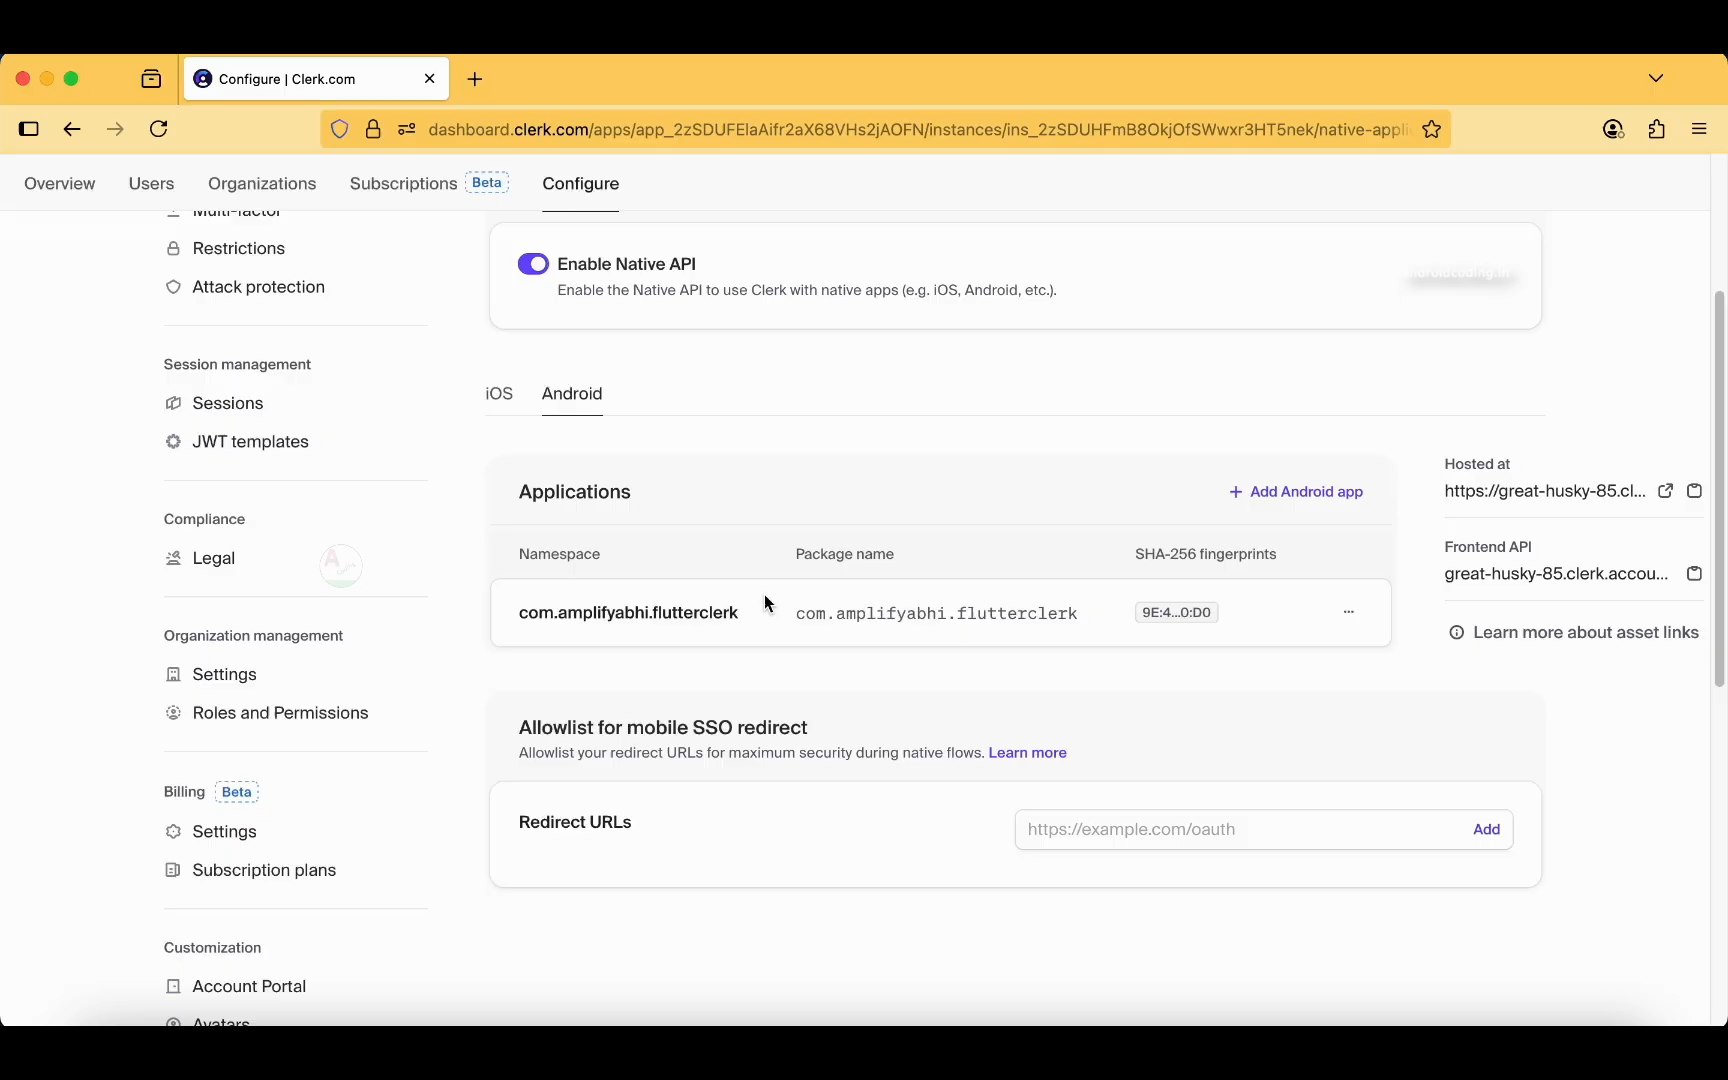 Configure | Clerk.com
dashboard.clerk.com/apps/app_2zSDUFElaAifr2aX68VHs2jAOFN/instances/ins_2zSDUHFmB8OkjOfSWwxr3HT5nek/native-appli
Overview
Users
Organizations
Subscriptions Beta
Configure
Multi-factor
Restrictions
Attack protection
Session management
Sessions
JWT templates
Compliance
Legal
Organization management
Settings
Roles and Permissions
Billing Beta
Settings
Subscription plans
Customization
Account Portal
Avatars
Enable Native API
Enable the Native API to use Clerk with native apps (e.g. iOS, Android, etc.).
androidcoding.in
iOS
Android
Applications
+ Add Android app
Namespace
Package name
SHA-256 fingerprints
com.amplifyabhi.flutterclerk
com.amplifyabhi.flutterclerk
9E:4...0:D0
Allowlist for mobile SSO redirect
Allowlist your redirect URLs for maximum security during native flows. Learn more
Redirect URLs
https://example.com/oauth
Add
Hosted at
https://great-husky-85.cl...
Frontend API
great-husky-85.clerk.accou...
Learn more about asset links